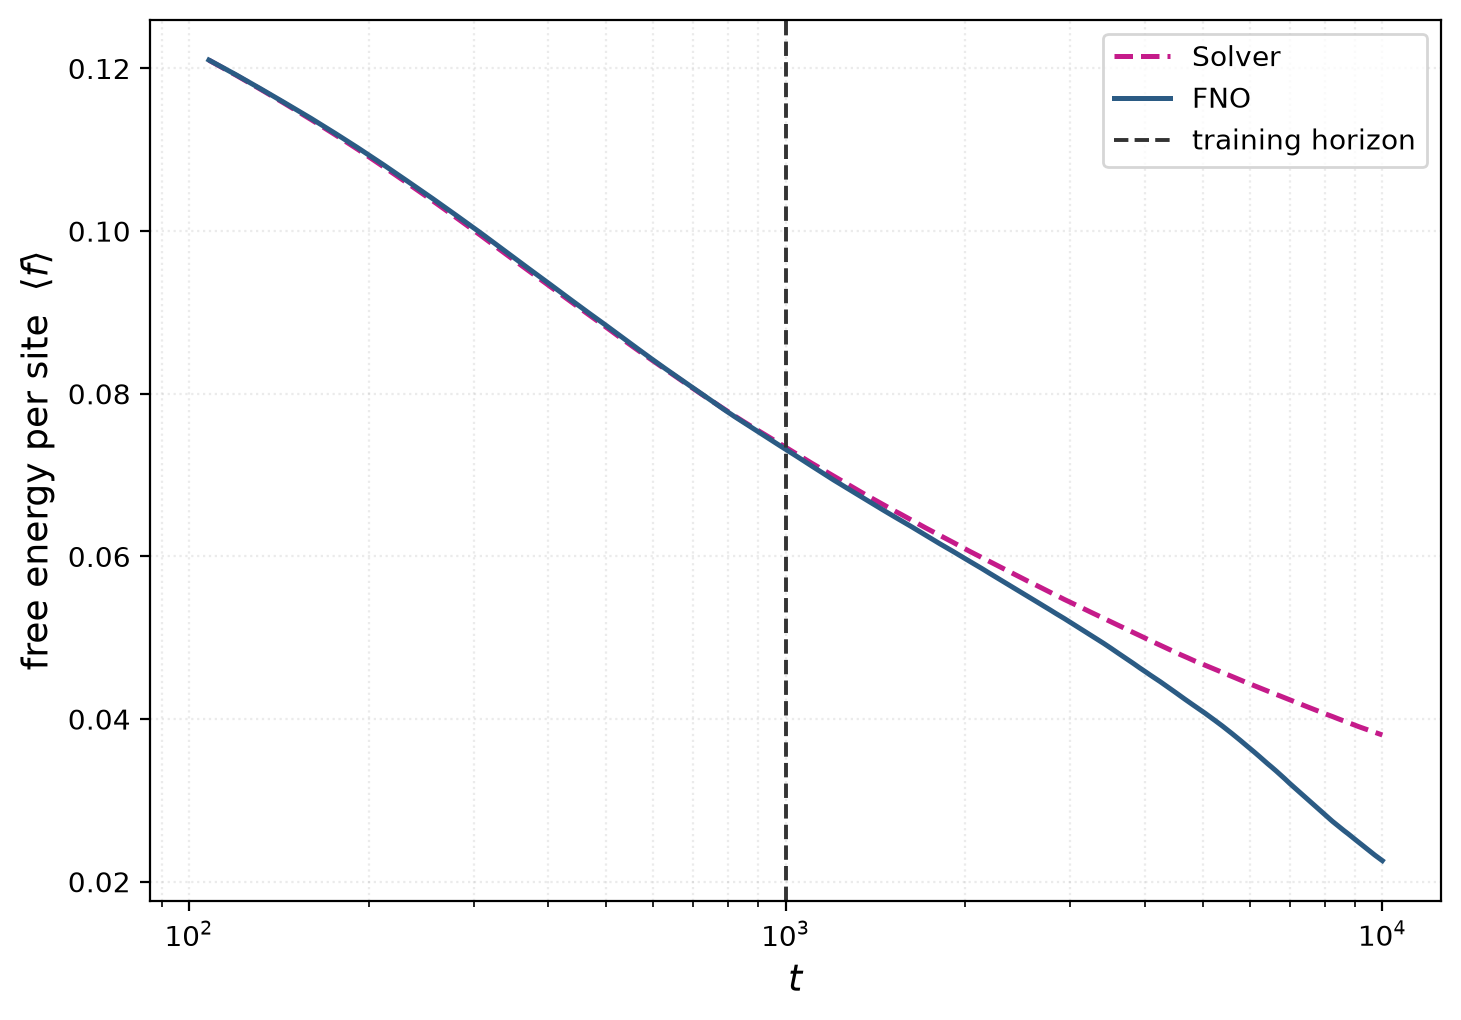 0.12
0.10
0.08
0.06
0.04
0.02
free energy per site ⟨f⟩
10²
10³
10⁴
t
Solver
FNO
training horizon